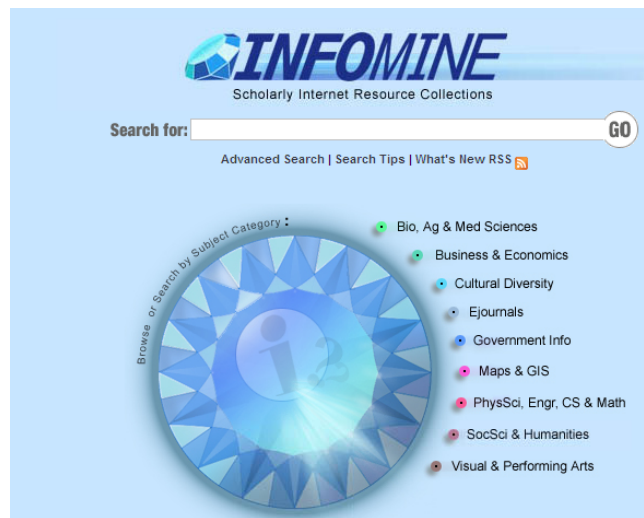 INFOMINE
Scholarly Internet Resource Collections
Search for: GO
Advanced Search | Search Tips | What's New RSS
Browse or Search by Subject Category :
Bio, Ag & Med Sciences
Business & Economics
Cultural Diversity
Ejournals
Government Info
Maps & GIS
PhysSci, Engr, CS & Math
SocSci & Humanities
Visual & Performing Arts
i2